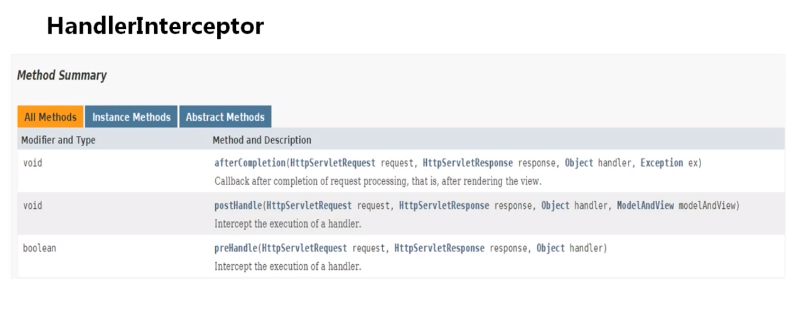 HandlerInterceptor
Method Summary
All Methods Instance Methods Abstract Methods
Modifier and Type Method and Description
void afterCompletion(HttpServletRequest request, HttpServletResponse response, Object handler, Exception ex)
Callback after completion of request processing, that is, after rendering the view.
void postHandle(HttpServletRequest request, HttpServletResponse response, Object handler, ModelAndView modelAndView)
Intercept the execution of a handler.
boolean preHandle(HttpServletRequest request, HttpServletResponse response, Object handler)
Intercept the execution of a handler.